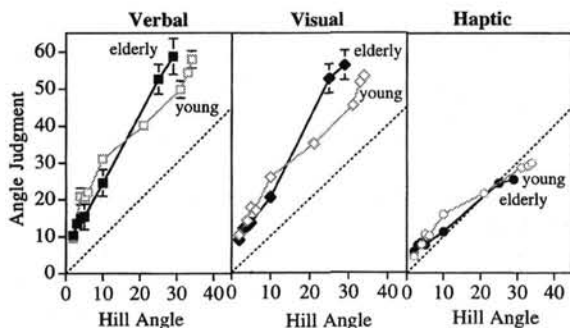 Verbal Visual Haptic
60
50
40
30
20
10
0
Angle Judgment
elderly
young
elderly
young
young
elderly
0 10 20 30 40
0 10 20 30 40
0 10 20 30 40
Hill Angle Hill Angle Hill Angle